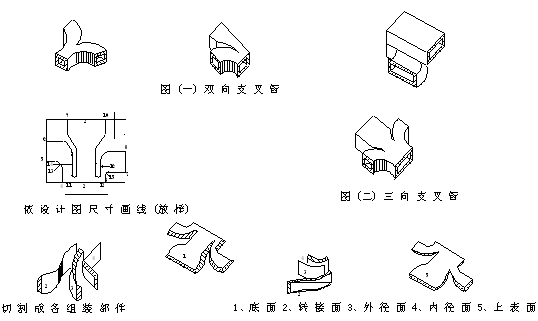 图(一)双向支叉管
图(二)三向支叉管
依设计图尺寸画线(放样)
切割成各组装部件
1、底面2、转接面3、外径面4、内径面5、上表面